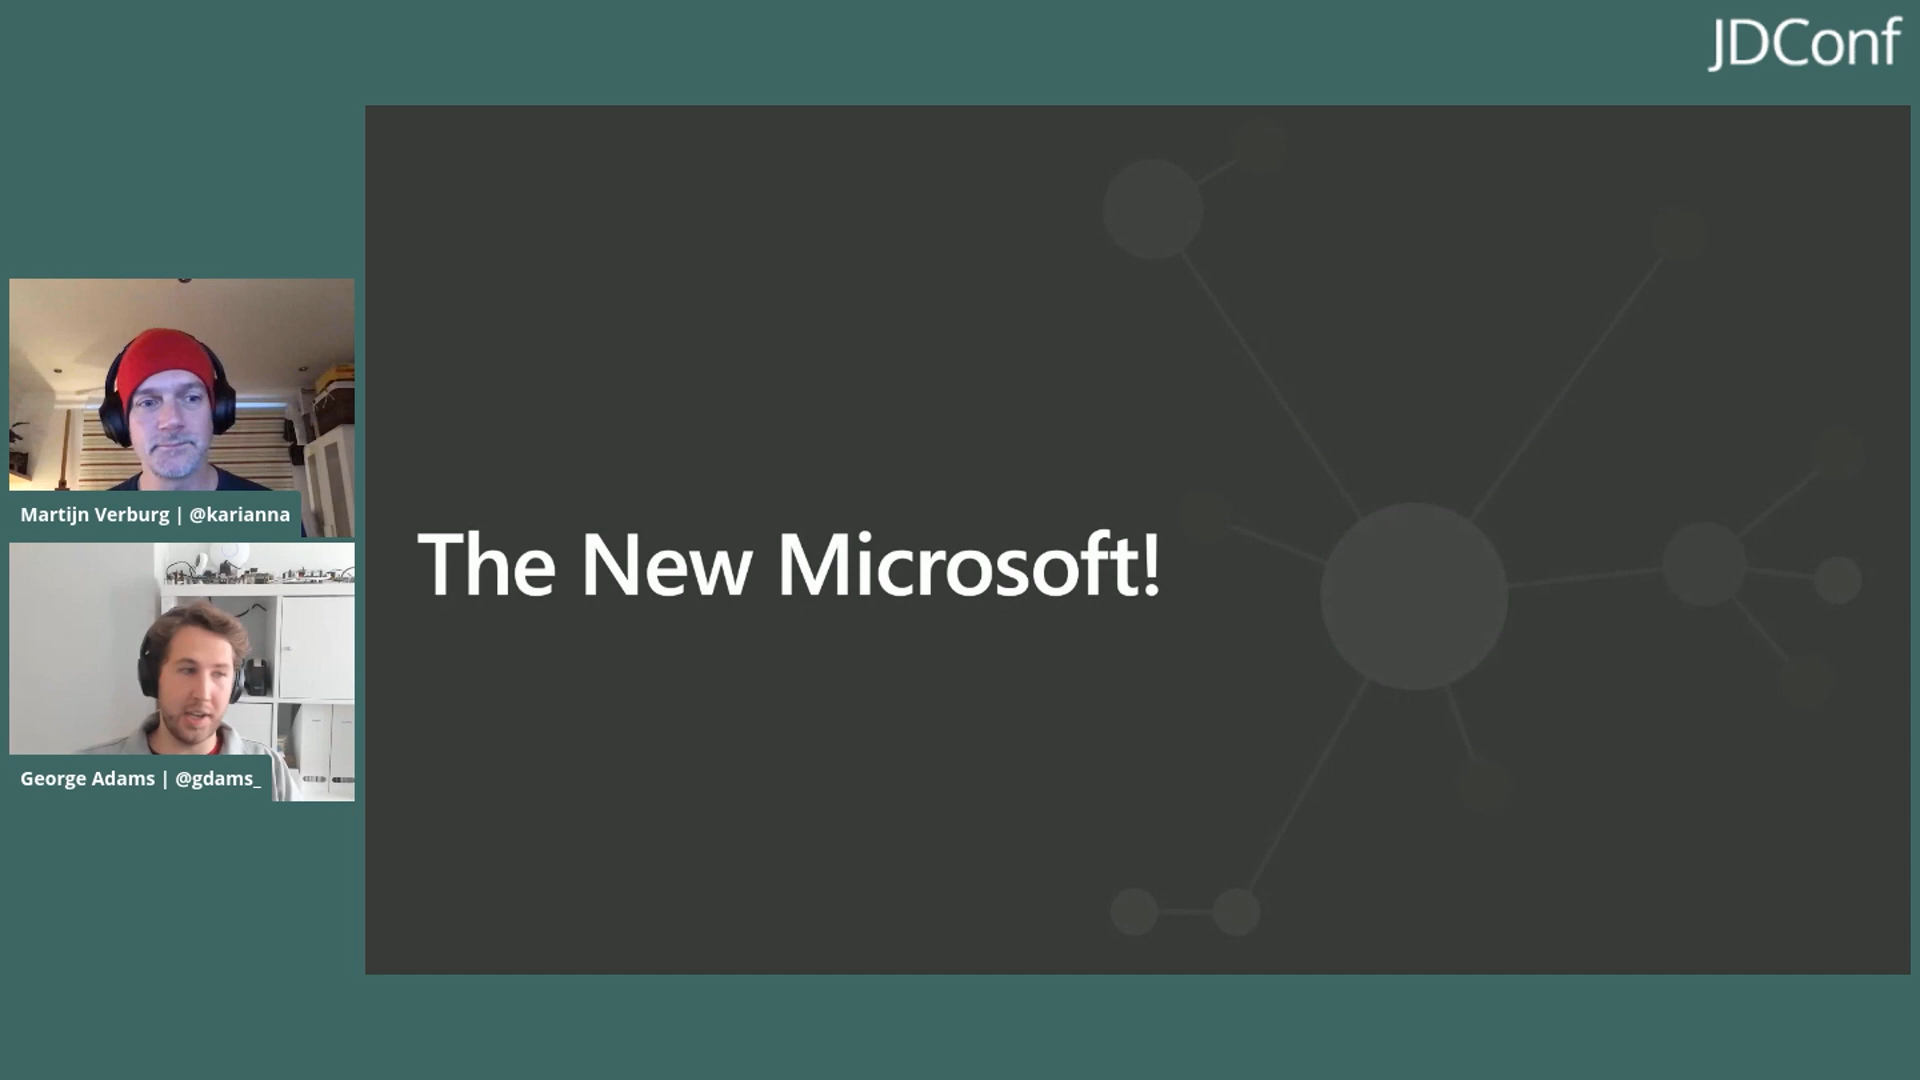 JDConf
Martijn Verburg | @karianna
The New Microsoft!
George Adams | @gdams_